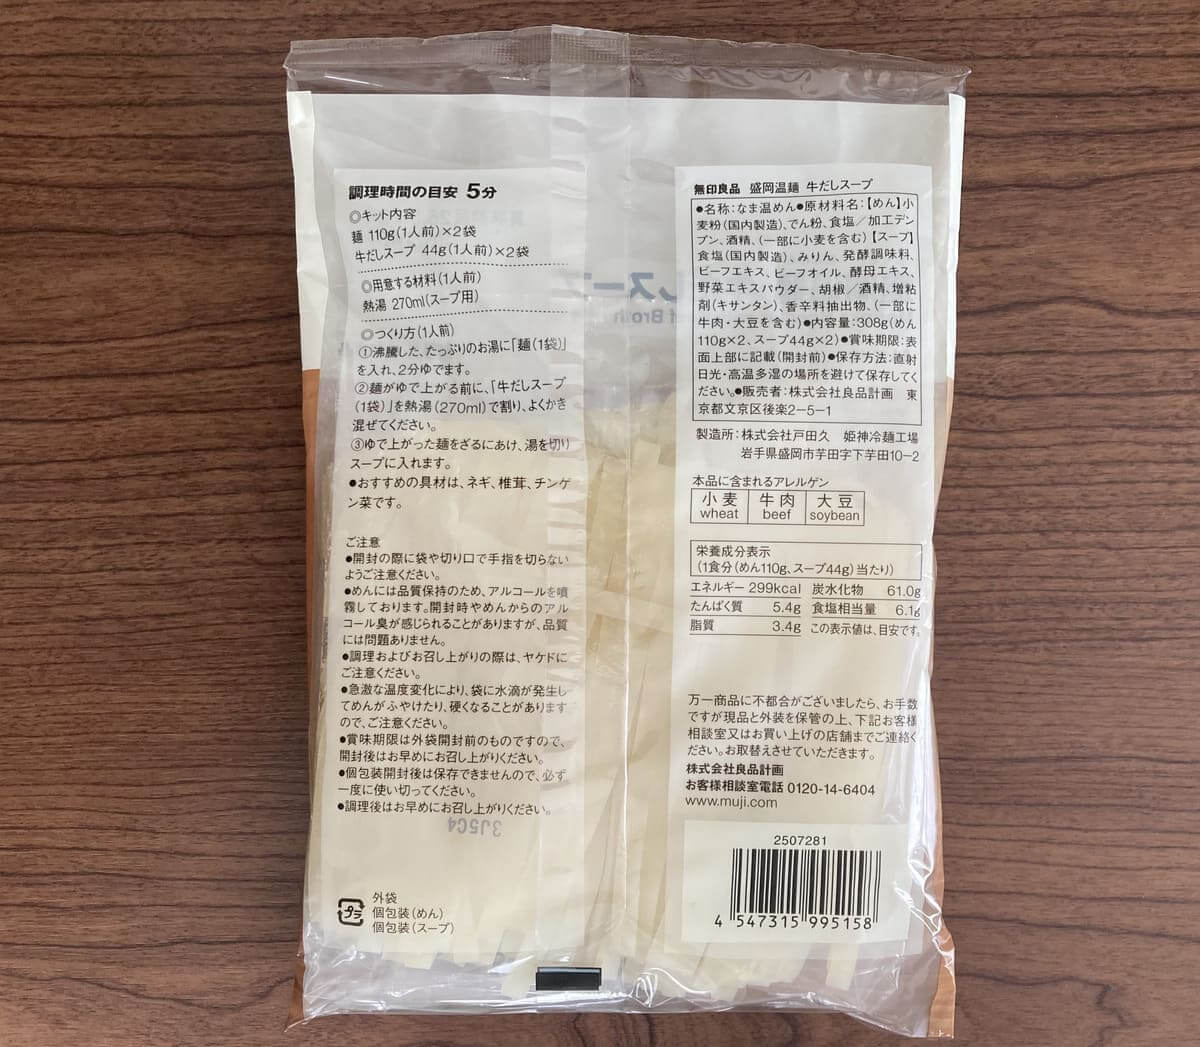 調理時間の目安 5分
◎キット内容
麺 110g(1人前)×2袋
牛だしスープ 44g(1人前)×2袋
◎用意する材料(1人前)
熱湯 270ml(スープ用)
◎つくり方(1人前)
①沸騰した、たっぷりのお湯に「麺(1袋)」
を入れ、2分ゆでます。
②麺がゆで上がる前に、「牛だしスープ
(1袋)」を熱湯(270ml)で割り、よくかき
混ぜてください。
③ゆで上がった麺をざるにあけ、湯を切り
スープに入れます。
●おすすめの具材は、ネギ、椎茸、チンゲ
ン菜です。
ご注意
●開封の際に袋や切り口で手指を切らない
ようご注意ください。
●めんには品質保持のため、アルコールを噴
霧しております。開封時やめんからのアル
コール臭が感じられることがありますが、品質
には問題ありません。
●調理およびお召し上がりの際は、ヤケドに
ご注意ください。
●急激な温度変化により、袋に水滴が発生し
てめんがふやけたり、硬くなることがあります
ので、ご注意ください。
●賞味期限は外袋開封前のものですので、
開封後はお早めにお召し上がりください。
●個包装開封後は保存できませんので、必ず
一度に使い切ってください。
●調理後はお早めにお召し上がりください。
3J5C4
プラ
外袋
個包装(めん)
個包装(スープ)
無印良品 盛岡温麺 牛だしスープ
●名称:なま温めん●原材料名:【めん】小
麦粉(国内製造)、でん粉、食塩/加工デン
プン、酒精、(一部に小麦を含む)【スープ】
食塩(国内製造)、みりん、発酵調味料、
ビーフエキス、ビーフオイル、酵母エキス、
野菜エキスパウダー、胡椒/酒精、増粘
剤(キサンタン)、香辛料抽出物、(一部に
牛肉・大豆を含む)●内容量:308g(めん
110g×2、スープ44g×2)●賞味期限:表
面上部に記載(開封前)●保存方法:直射
日光・高温多湿の場所を避けて保存してく
ださい。●販売者:株式会社良品計画 東
京都文京区後楽2-5-1
製造所:株式会社戸田久 姫神冷麺工場
岩手県盛岡市芋田字下芋田10-2
本品に含まれるアレルゲン
小麦 牛肉 大豆
wheat beef soybean
栄養成分表示
(1食分(めん110g、スープ44g)当たり)
エネルギー 299kcal 炭水化物 61.0g
たんぱく質 5.4g 食塩相当量 6.1g
脂質 3.4g この表示値は、目安です。
万一商品に不都合がございましたら、お手数
ですが現品と外装を保管の上、下記お客様
相談室又はお買い上げの店舗までご連絡く
ださい。お取替えさせていただきます。
株式会社良品計画
お客様相談室電話 0120-14-6404
www.muji.com
2507281
4 547315 995158